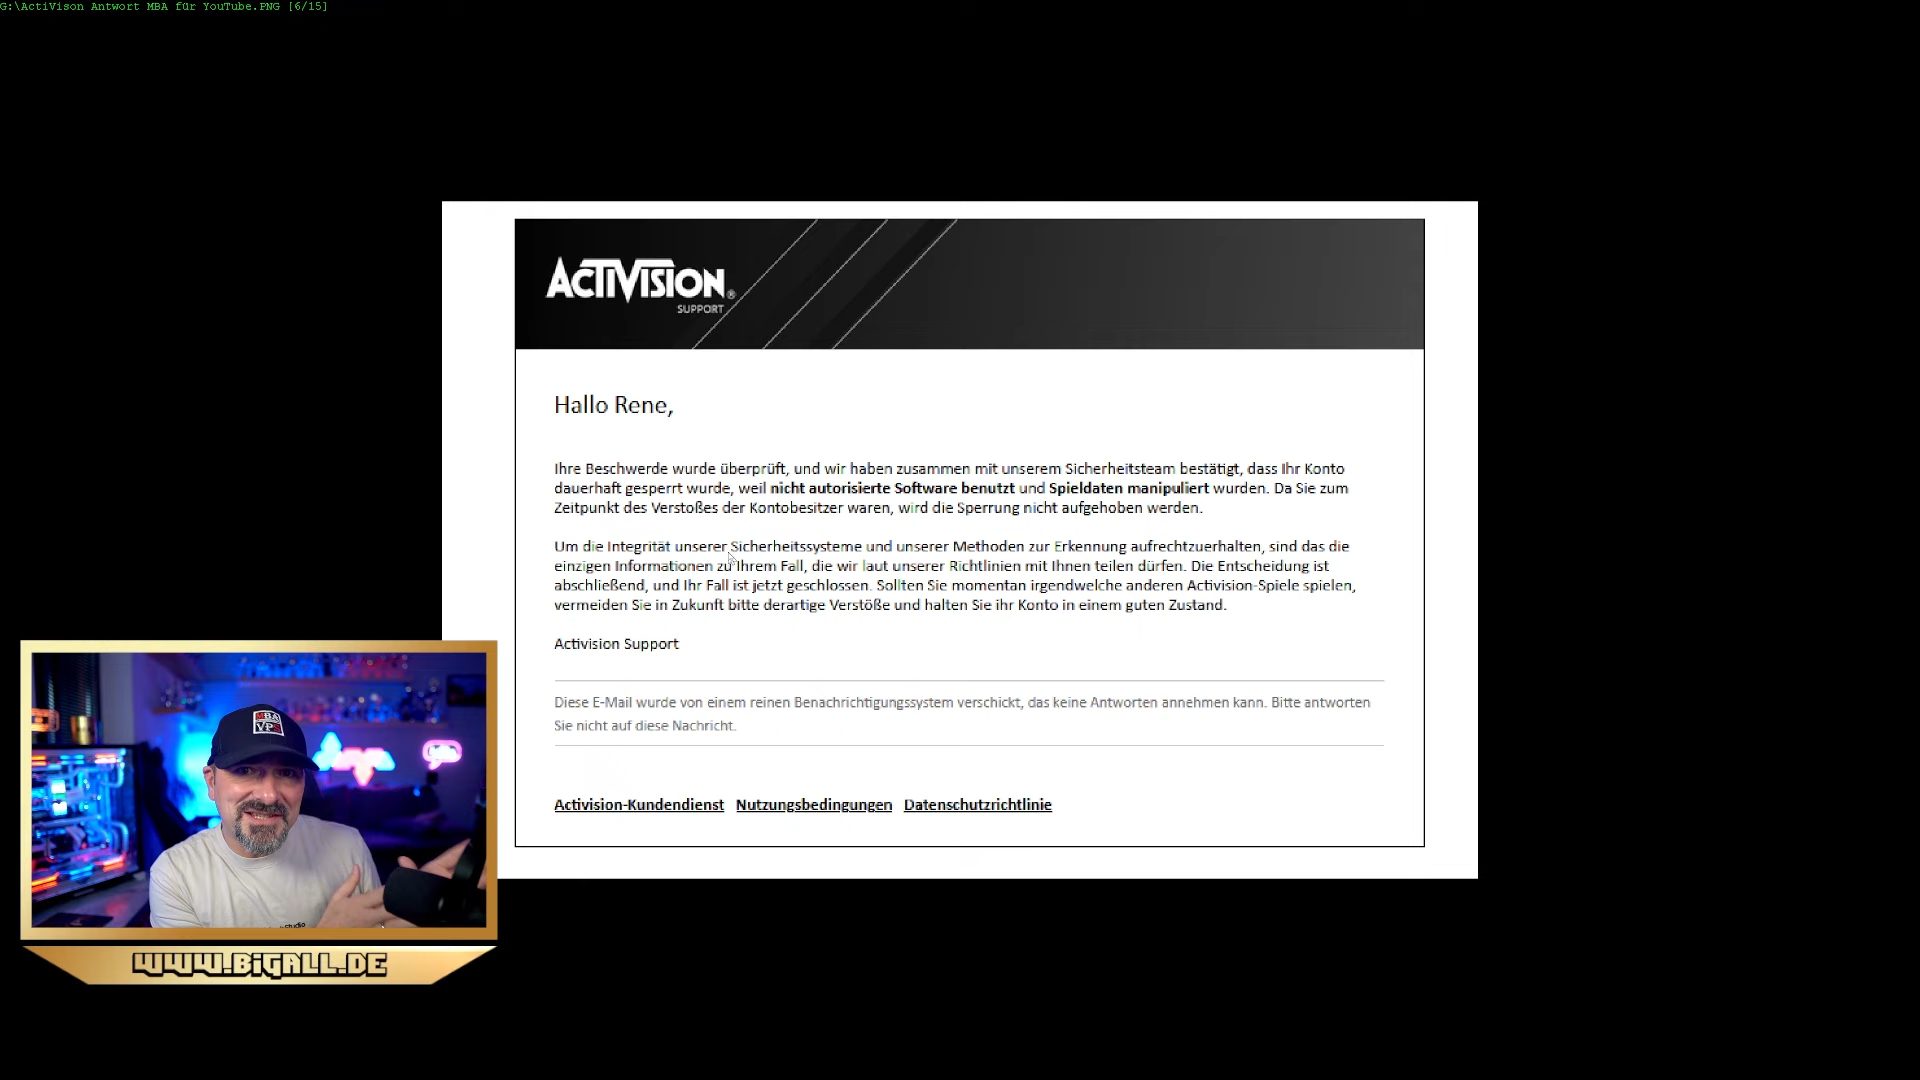 G:\ActiVison Antwort MBA für YouTube.PNG [6/15]
ACTIVISION®
SUPPORT
Hallo Rene,
Ihre Beschwerde wurde überprüft, und wir haben zusammen mit unserem Sicherheitsteam bestätigt, dass Ihr Konto
dauerhaft gesperrt wurde, weil nicht autorisierte Software benutzt und Spieldaten manipuliert wurden. Da Sie zum
Zeitpunkt des Verstoßes der Kontobesitzer waren, wird die Sperrung nicht aufgehoben werden.
Um die Integrität unserer Sicherheitssysteme und unserer Methoden zur Erkennung aufrechtzuerhalten, sind das die
einzigen Informationen zu Ihrem Fall, die wir laut unserer Richtlinien mit Ihnen teilen dürfen. Die Entscheidung ist
abschließend, und Ihr Fall ist jetzt geschlossen. Sollten Sie momentan irgendwelche anderen Activision-Spiele spielen,
vermeiden Sie in Zukunft bitte derartige Verstöße und halten Sie ihr Konto in einem guten Zustand.
Activision Support
Diese E-Mail wurde von einem reinen Benachrichtigungssystem verschickt, das keine Antworten annehmen kann. Bitte antworten
Sie nicht auf diese Nachricht.
Activision-Kundendienst Nutzungsbedingungen Datenschutzrichtlinie
MBA
VPS
WWW.BIGALL.DE